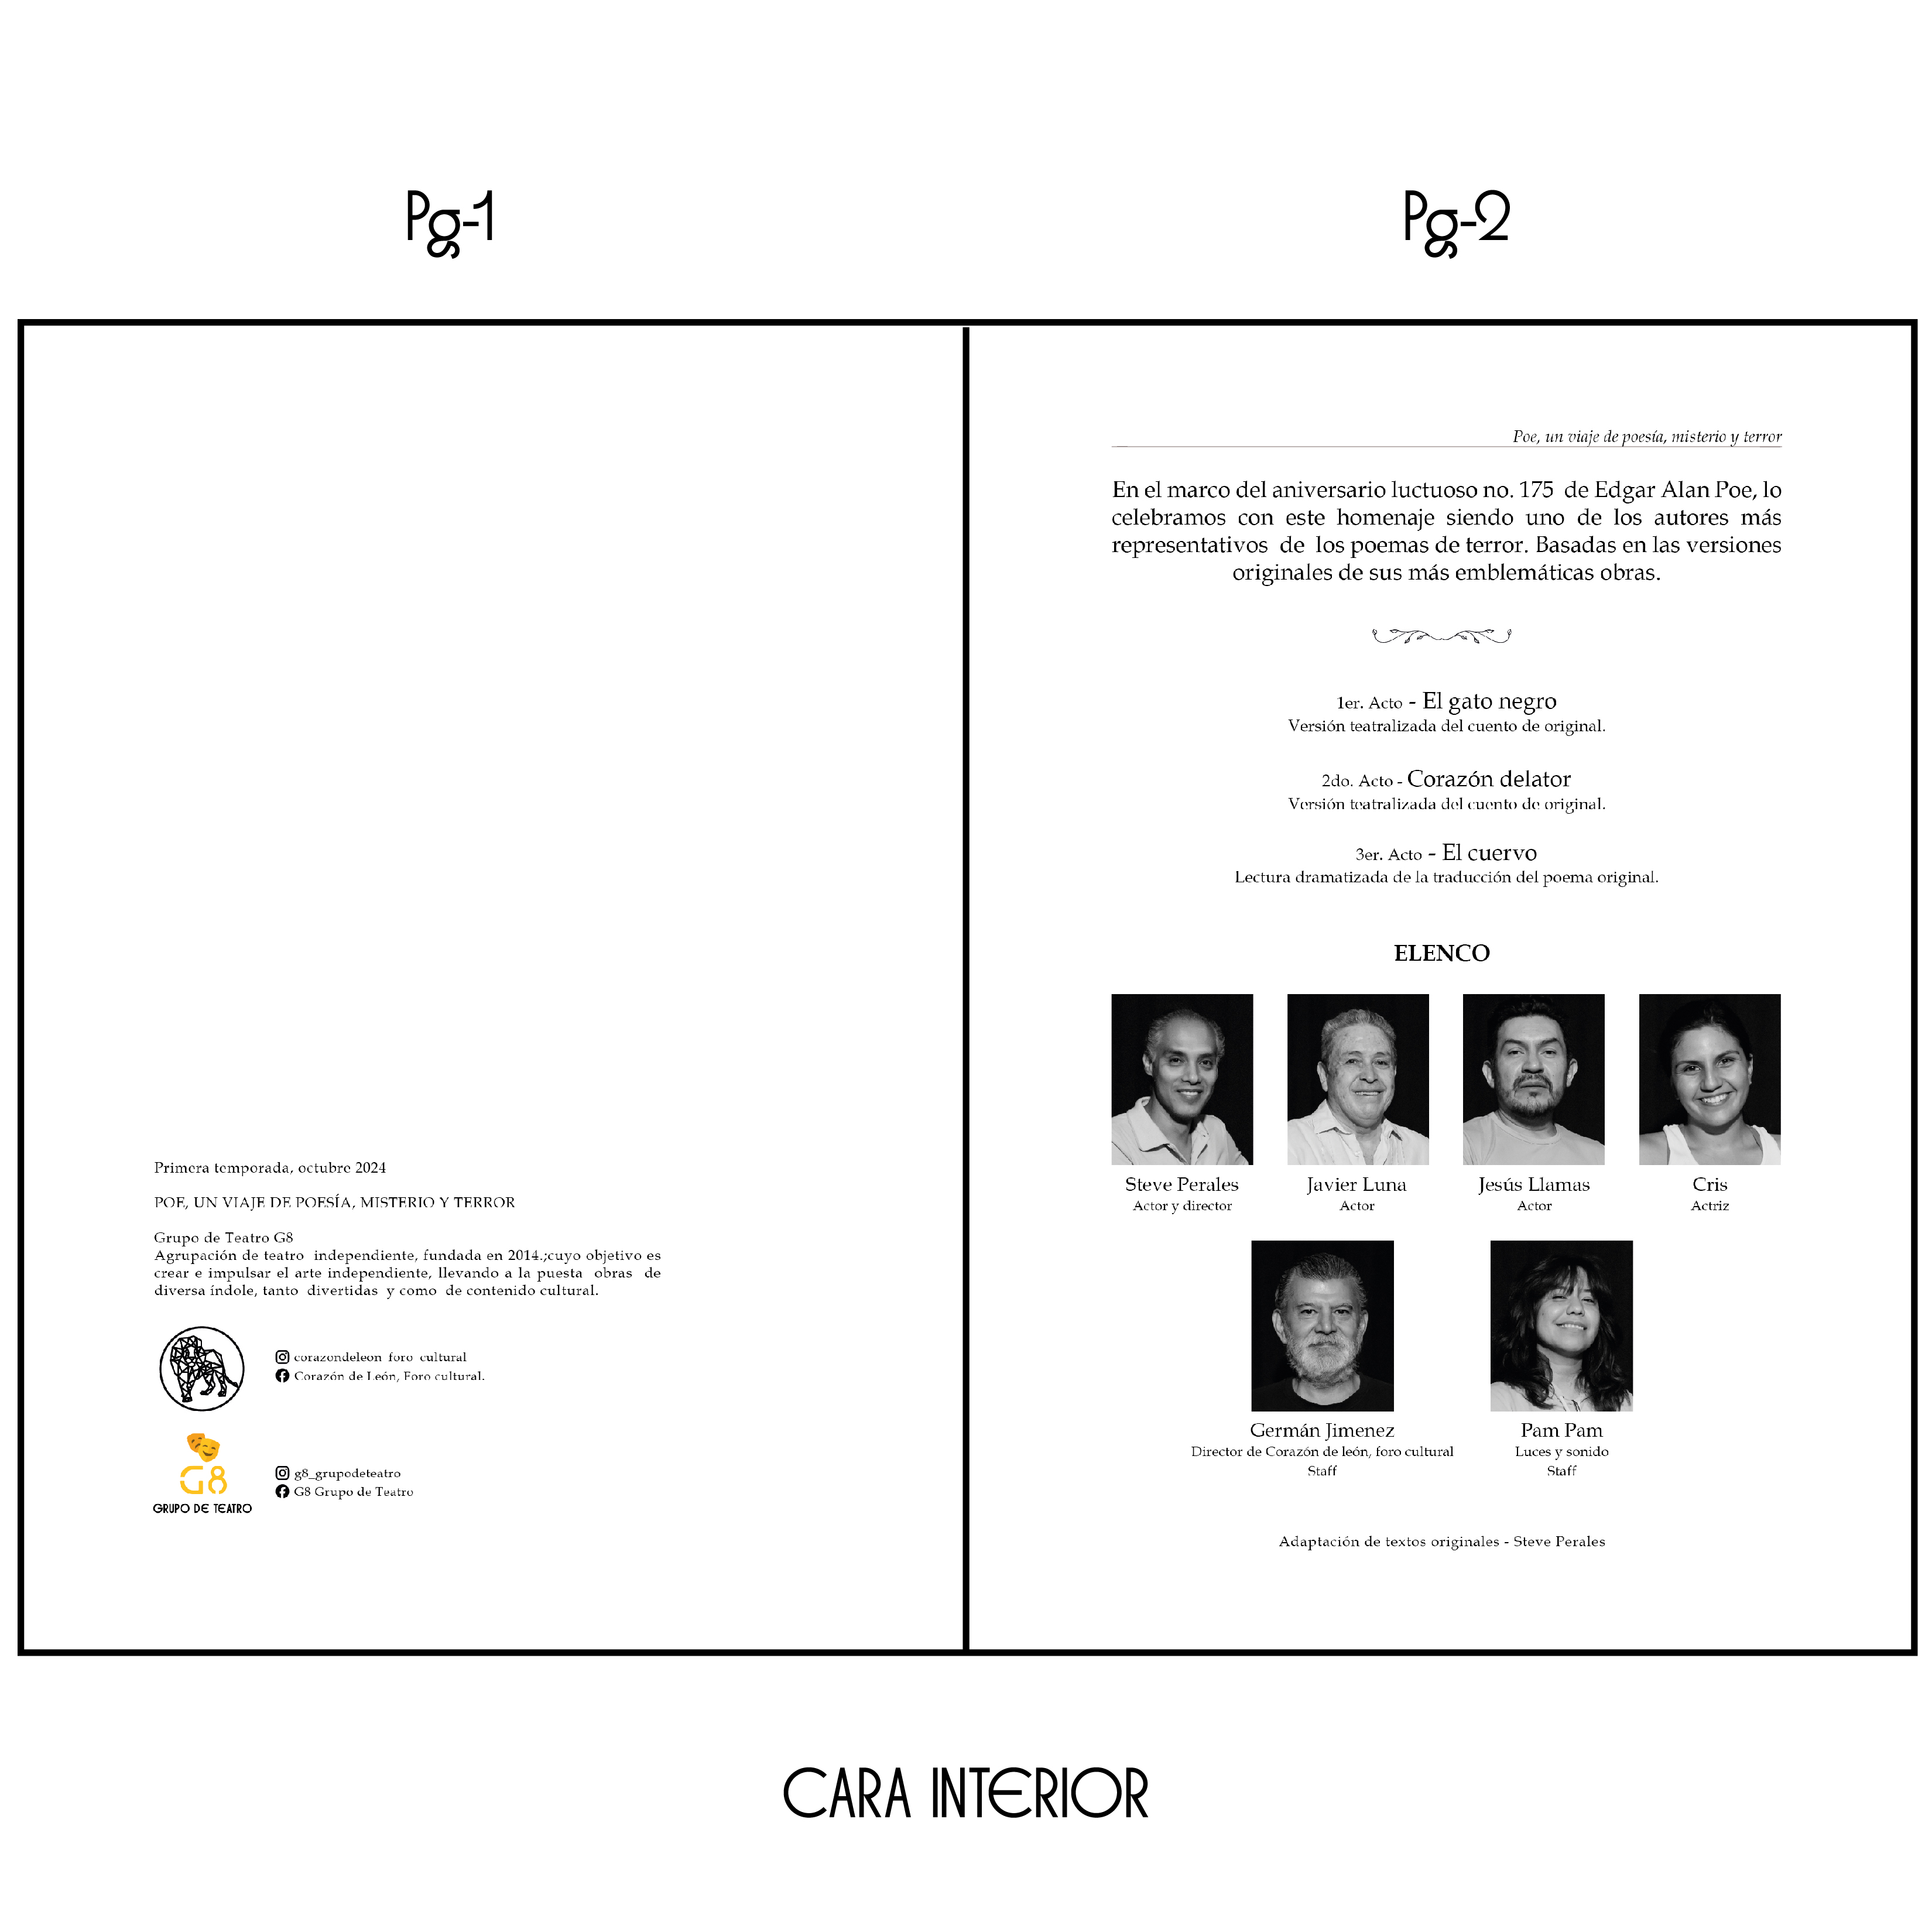 Pg-1
Pg-2
Primera temporada, octubre 2024
POE, UN VIAJE DE POESÍA, MISTERIO Y TERROR
Grupo de Teatro G8
Agrupación de teatro independiente, fundada en 2014.;cuyo objetivo es
crear e impulsar el arte independiente, llevando a la puesta obras de
diversa índole, tanto divertidas y como de contenido cultural.
corazondeleon foro cultural
Corazón de León, Foro cultural.
G8
GRUPO DE TEATRO
g8_grupodeteatro
G8 Grupo de Teatro
Poe, un viaje de poesía, misterio y terror
En el marco del aniversario luctuoso no. 175 de Edgar Alan Poe, lo
celebramos con este homenaje siendo uno de los autores más
representativos de los poemas de terror. Basadas en las versiones
originales de sus más emblemáticas obras.
1er. Acto - El gato negro
Versión teatralizada del cuento de original.
2do. Acto - Corazón delator
Versión teatralizada del cuento de original.
3er. Acto - El cuervo
Lectura dramatizada de la traducción del poema original.
ELENCO
Steve Perales
Actor y director
Javier Luna
Actor
Jesús Llamas
Actor
Cris
Actriz
Germán Jimenez
Director de Corazón de león, foro cultural
Staff
Pam Pam
Luces y sonido
Staff
Adaptación de textos originales - Steve Perales
CARA INTERIOR